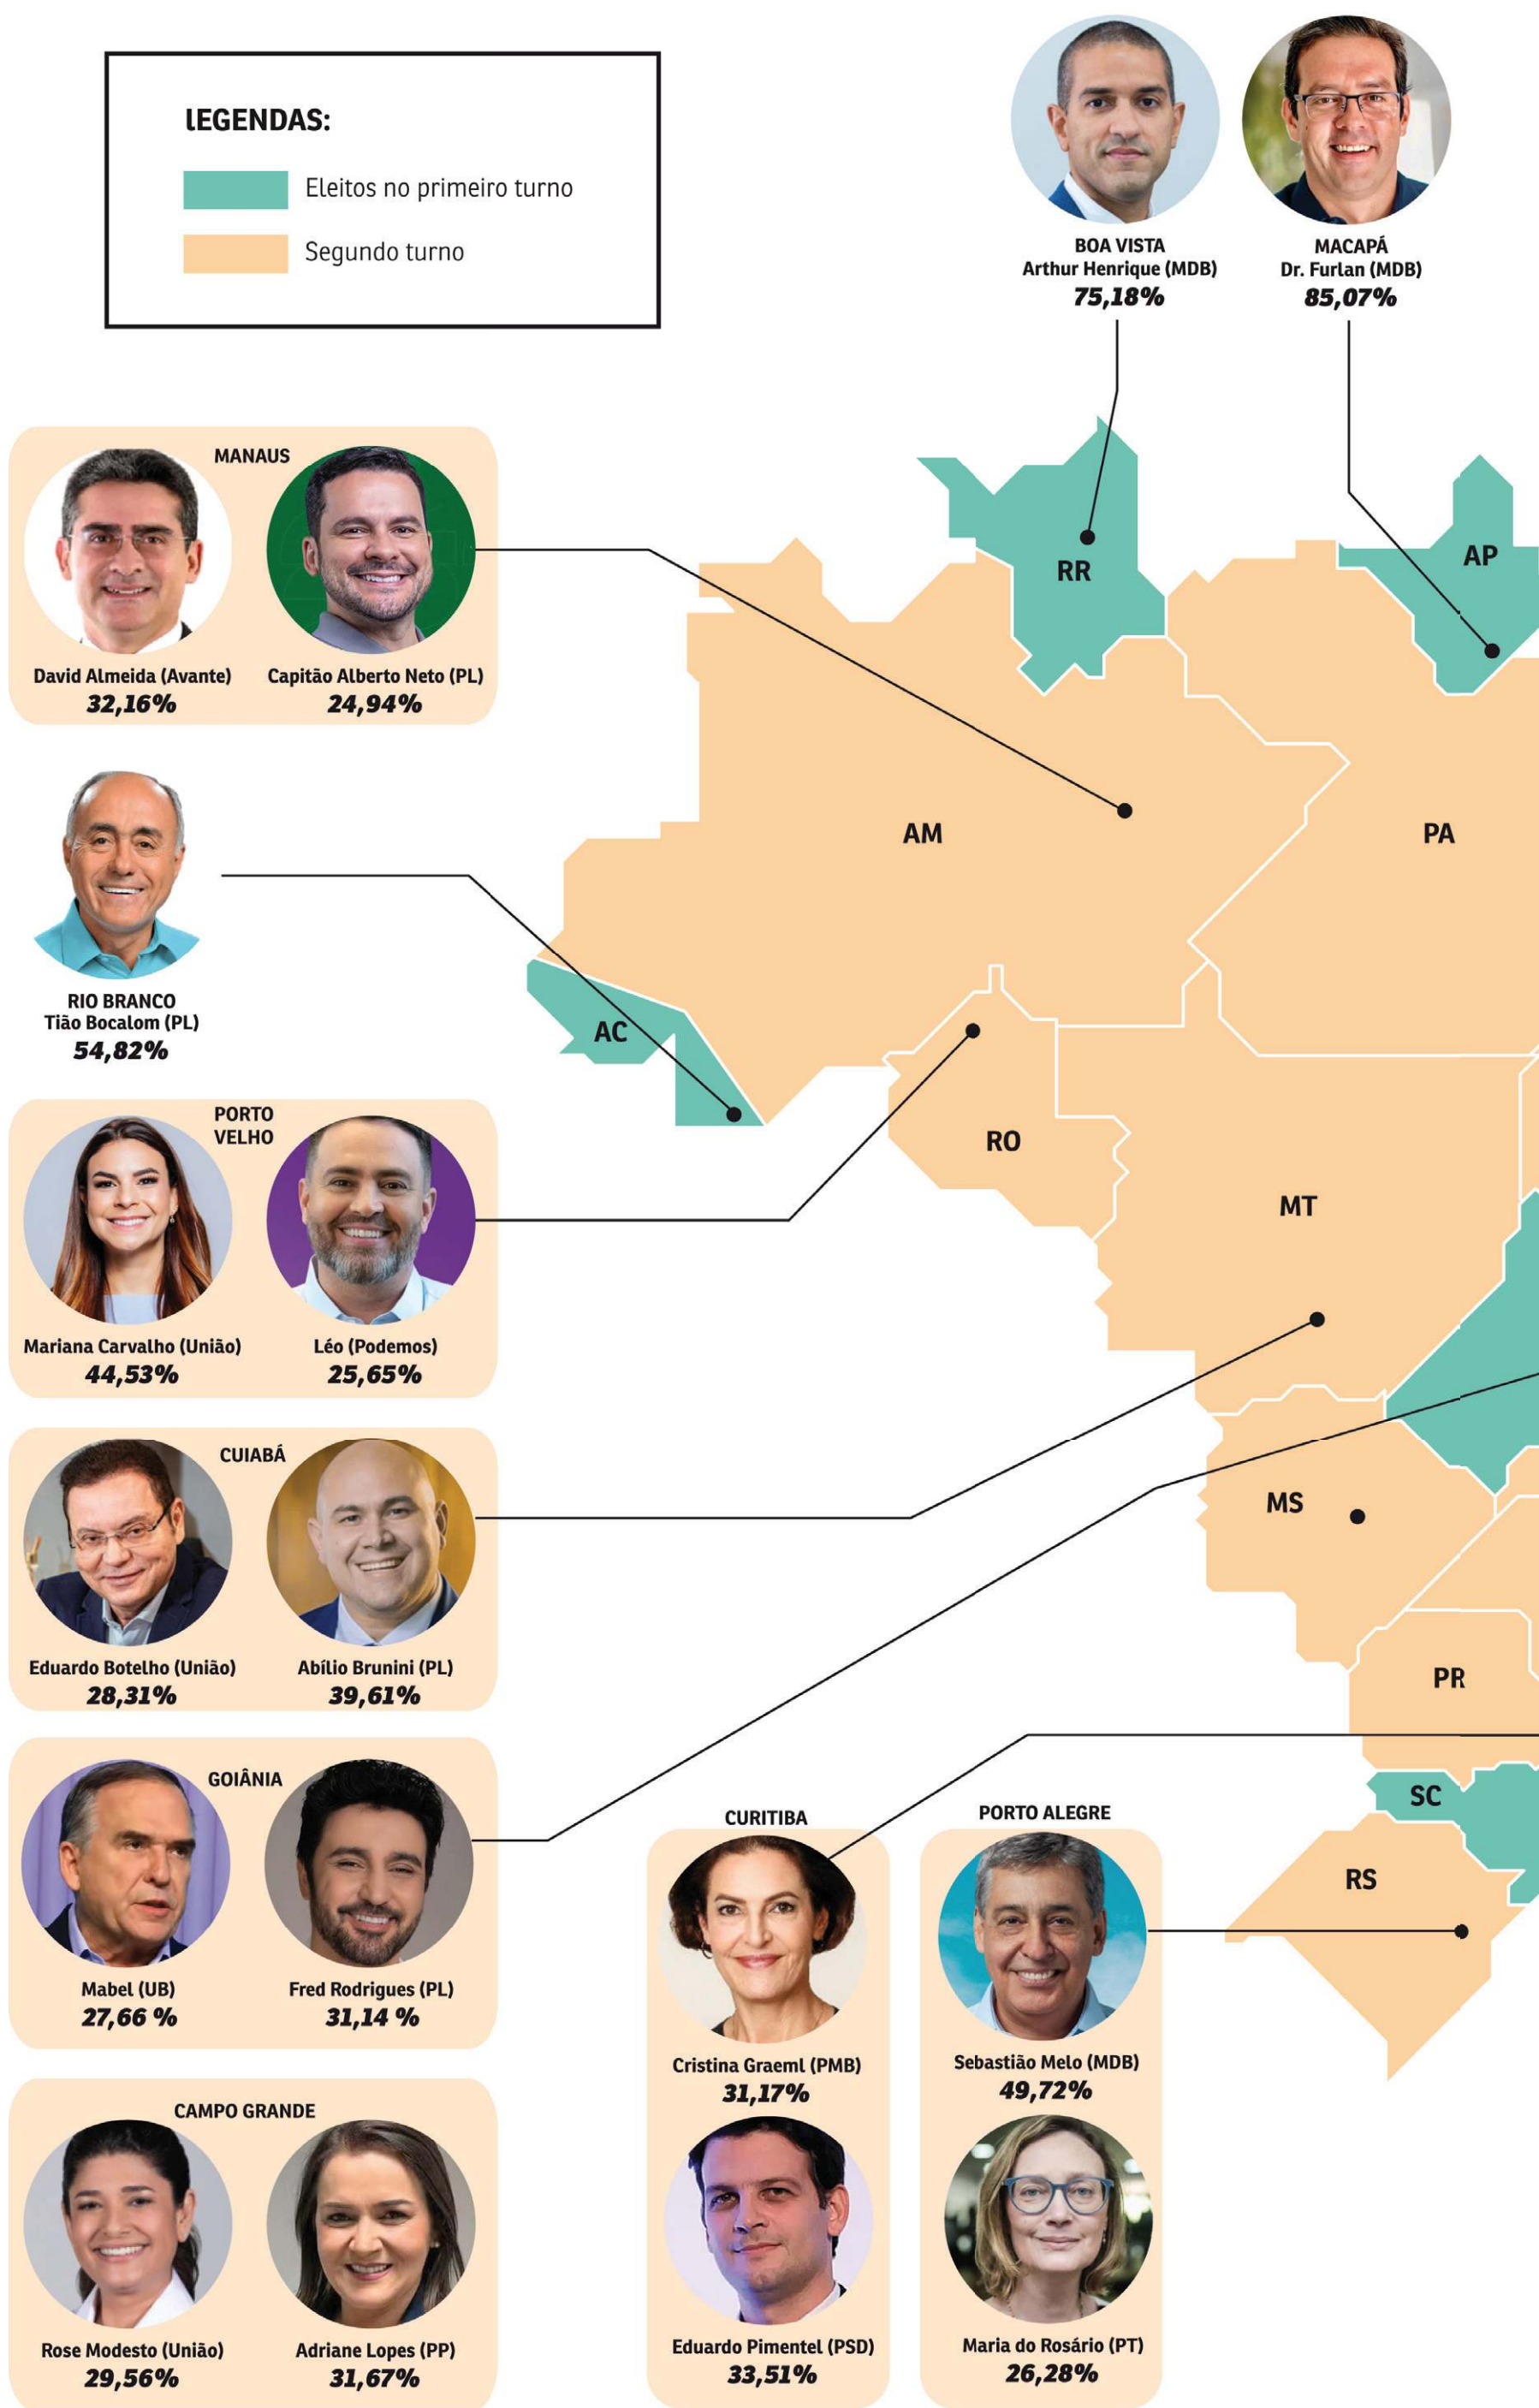 LEGENDAS:
Eleitos no primeiro turno
Segundo turno
BOA VISTA
Arthur Henrique (MDB)
75,18%
MACAPÁ
Dr. Furlan (MDB)
85,07%
MANAUS
David Almeida (Avante)
32,16%
Capitão Alberto Neto (PL)
24,94%
RIO BRANCO
Tião Bocalom (PL)
54,82%
PORTO
VELHO
Mariana Carvalho (União)
44,53%
Léo (Podemos)
25,65%
CUIABÁ
Eduardo Botelho (União)
28,31%
Abílio Brunini (PL)
39,61%
GOIÂNIA
Mabel (UB)
27,66 %
Fred Rodrigues (PL)
31,14 %
CAMPO GRANDE
Rose Modesto (União)
29,56%
Adriane Lopes (PP)
31,67%
CURITIBA
Cristina Graeml (PMB)
31,17%
Eduardo Pimentel (PSD)
33,51%
PORTO ALEGRE
Sebastião Melo (MDB)
49,72%
Maria do Rosário (PT)
26,28%
RR
AP
AM
PA
AC
RO
MT
MS
PR
SC
RS